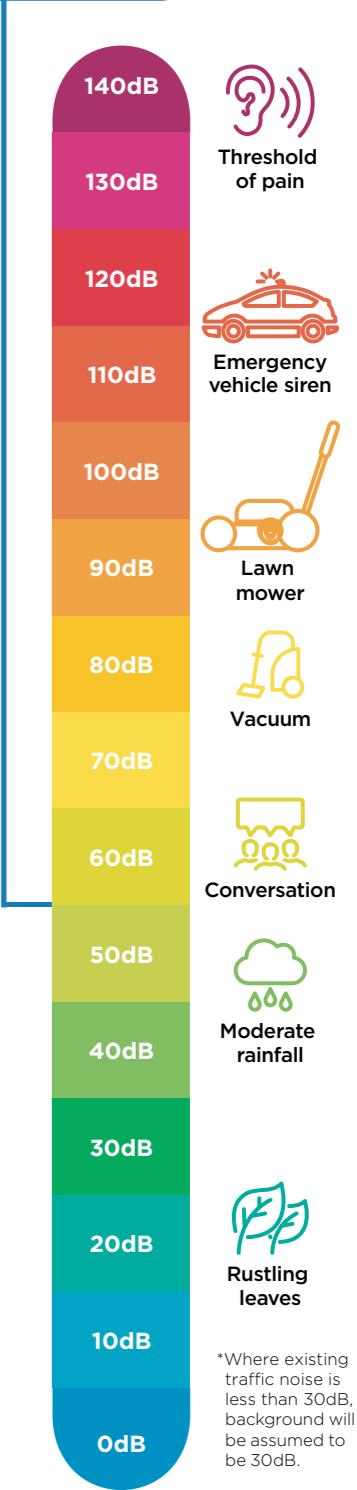 140dB
Threshold
of pain
130dB
120dB
110dB
Emergency
vehicle siren
100dB
90dB
Lawn
mower
80dB
Vacuum
70dB
60dB
Conversation
50dB
Moderate
rainfall
40dB
30dB
20dB
Rustling
leaves
10dB
0dB
*Where existing
traffic noise is
less than 30dB,
background will
be assumed to
be 30dB.